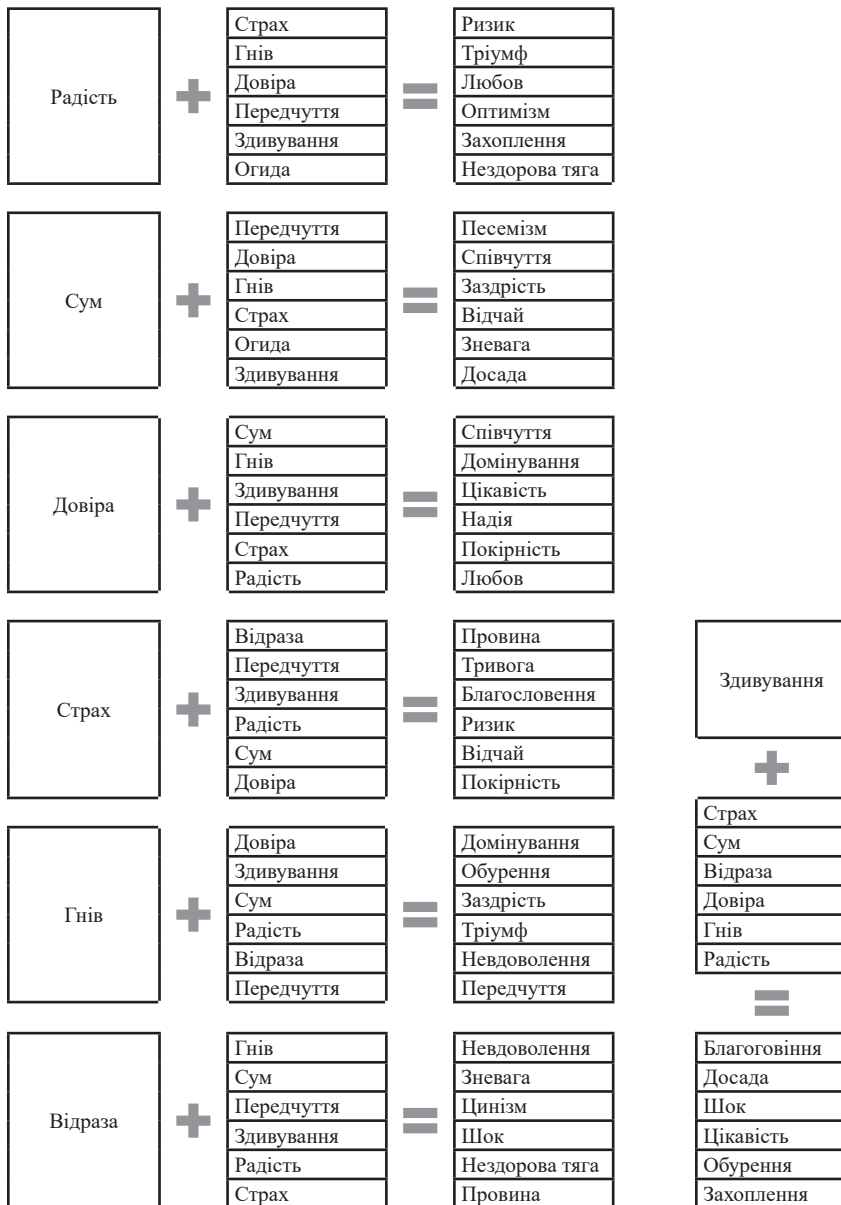 Радість
Страх
Гнів
Довіра
Передчуття
Здивування
Огида
Ризик
Тріумф
Любов
Оптимізм
Захоплення
Нездорова тяга
Сум
Передчуття
Довіра
Гнів
Страх
Огида
Здивування
Песемізм
Співчуття
Заздрість
Відчай
Зневага
Досада
Довіра
Сум
Гнів
Здивування
Передчуття
Страх
Радість
Співчуття
Домінування
Цікавість
Надія
Покірність
Любов
Страх
Відраза
Передчуття
Здивування
Радість
Сум
Довіра
Провина
Тривога
Благословення
Ризик
Відчай
Покірність
Гнів
Довіра
Здивування
Сум
Радість
Відраза
Передчуття
Домінування
Обурення
Заздрість
Тріумф
Невдоволення
Передчуття
Відраза
Гнів
Сум
Передчуття
Здивування
Радість
Страх
Невдоволення
Зневага
Цинізм
Шок
Нездорова тяга
Провина
Здивування
Страх
Сум
Відраза
Довіра
Гнів
Радість
Благоговіння
Досада
Шок
Цікавість
Обурення
Захоплення